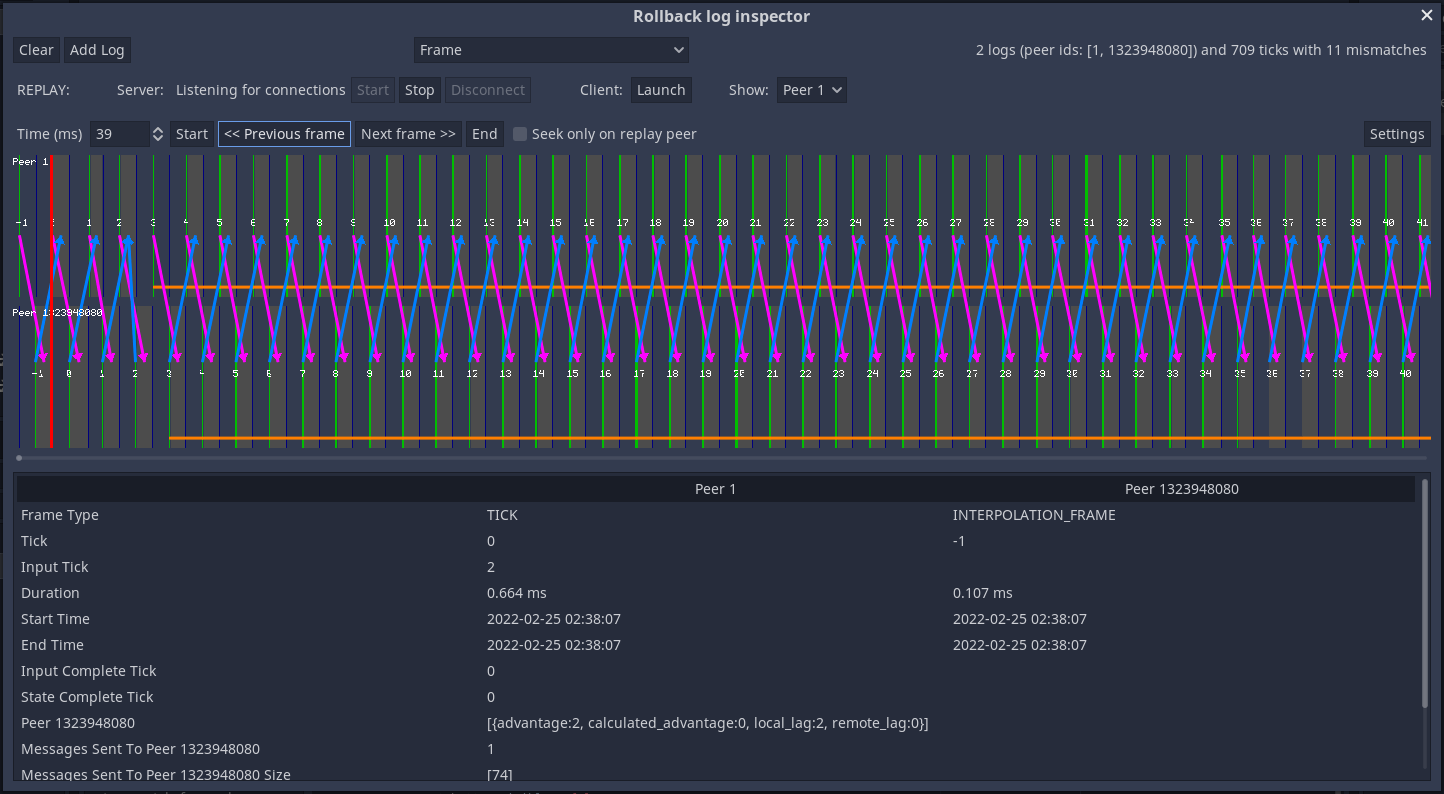 Rollback log inspector
Clear Add Log Frame 2 logs (peer ids: [1, 1323948080]) and 709 ticks with 11 mismatches
REPLAY: Server: Listening for connections Start Stop Disconnect Client: Launch Show: Peer 1
Time (ms) 39 Start << Previous frame Next frame >> End Seek only on replay peer Settings
Peer 1
-1 1 2 3 4 5 6 7 8 9 10 11 12 13 14 15 16 17 18 19 20 21 22 23 24 25 26 27 28 29 30 31 32 33 34 35 36 37 38 39 40 41
Peer 1323948080
-1 0 1 2 3 4 5 6 7 8 9 10 11 12 13 14 15 16 17 18 19 20 21 22 23 24 25 26 27 28 29 30 31 32 33 34 35 36 37 38 39 40
Peer 1 Peer 1323948080
Frame Type TICK INTERPOLATION_FRAME
Tick 0 -1
Input Tick 2
Duration 0.664 ms 0.107 ms
Start Time 2022-02-25 02:38:07 2022-02-25 02:38:07
End Time 2022-02-25 02:38:07 2022-02-25 02:38:07
Input Complete Tick 0
State Complete Tick 0
Peer 1323948080 [{advantage:2, calculated_advantage:0, local_lag:2, remote_lag:0}]
Messages Sent To Peer 1323948080 1
Messages Sent To Peer 1323948080 Size [74]